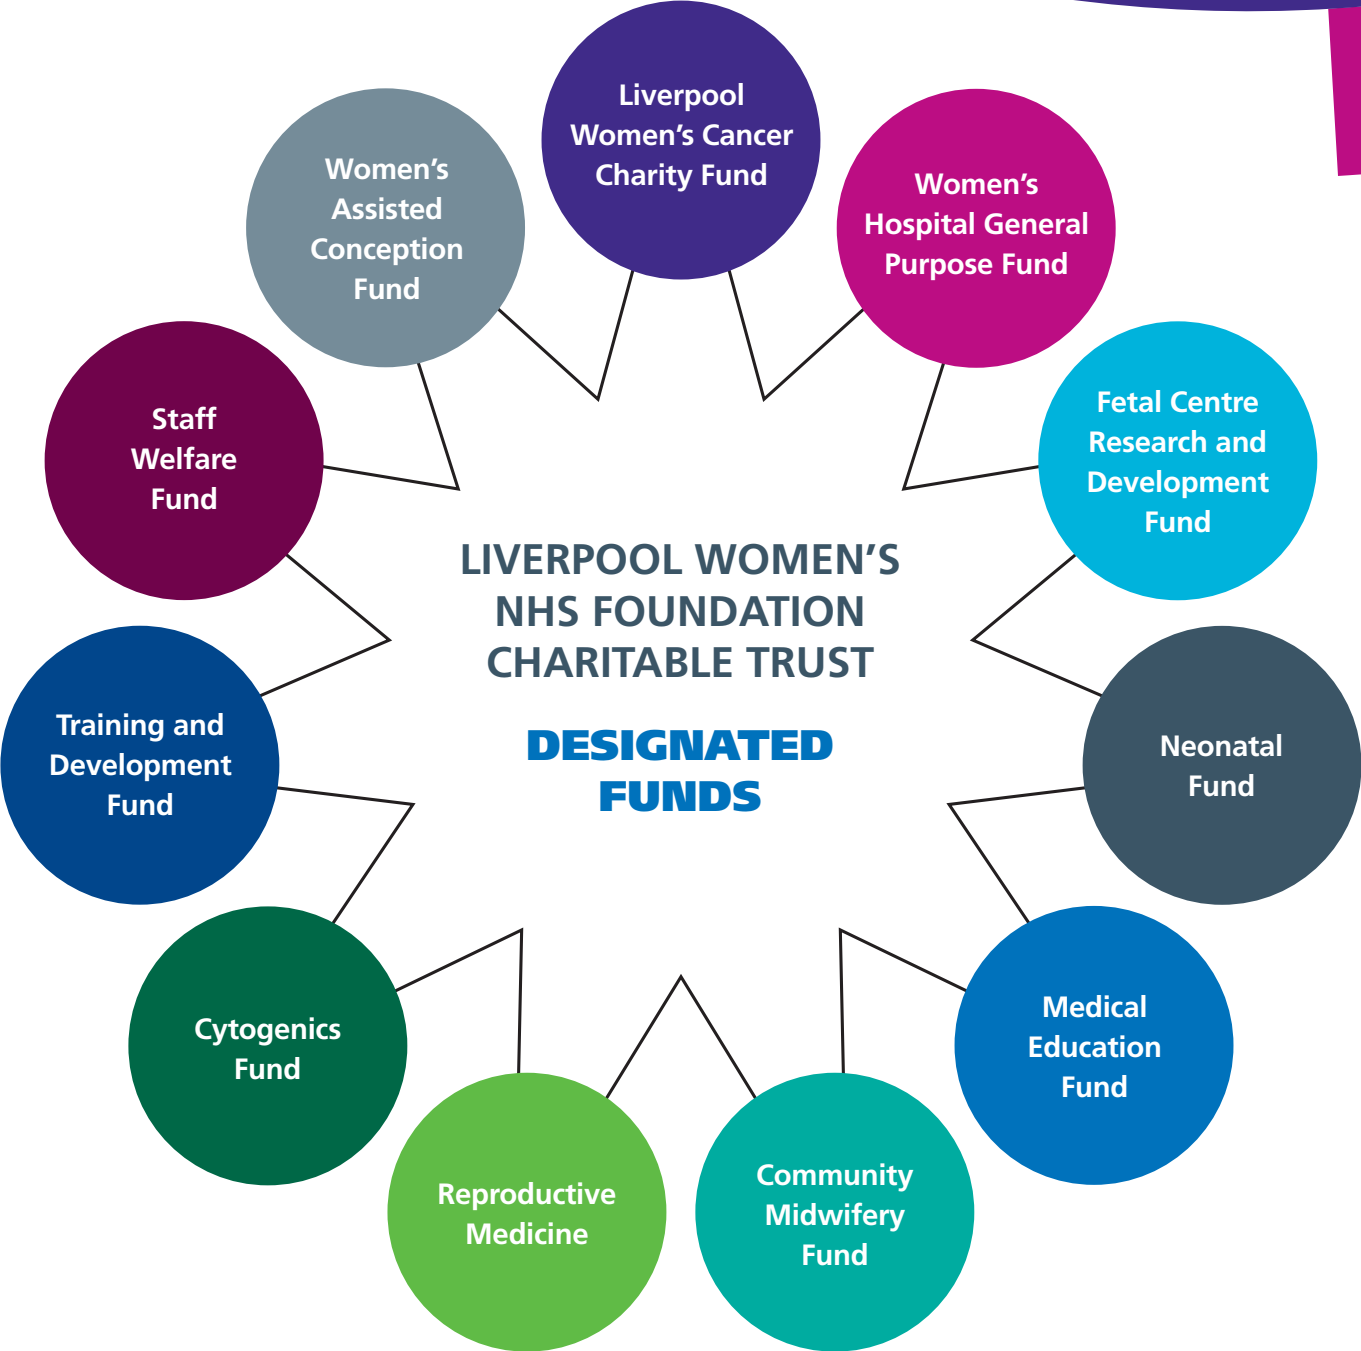 Liverpool
Women’s Cancer
Charity Fund
Women’s
Hospital General
Purpose Fund
Fetal Centre
Research and
Development
Fund
Neonatal
Fund
Medical
Education
Fund
Community
Midwifery
Fund
Reproductive
Medicine
Cytogenics
Fund
Training and
Development
Fund
Staff
Welfare
Fund
Women’s
Assisted
Conception
Fund
LIVERPOOL WOMEN’S
NHS FOUNDATION
CHARITABLE TRUST
DESIGNATED
FUNDS